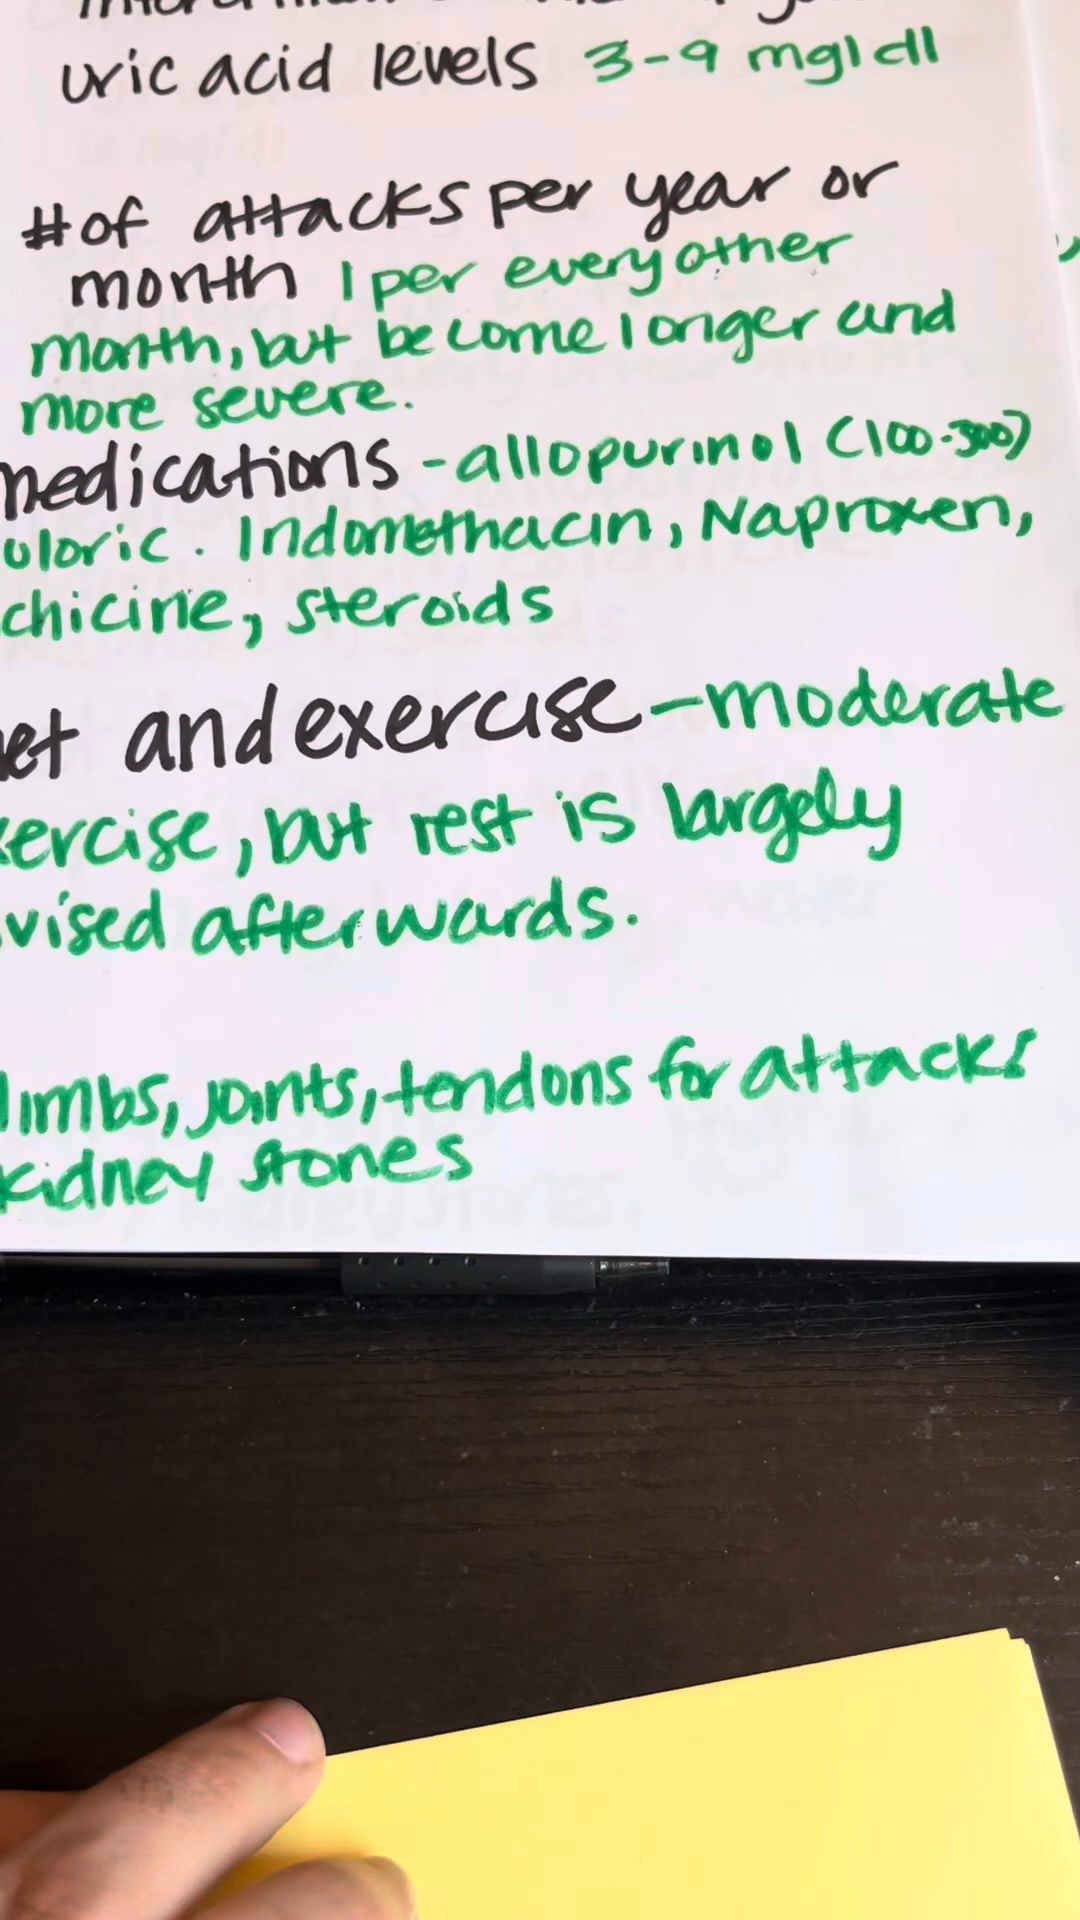 uric acid levels 3-9 mg/dl
#of attacks per year or
month 1 per every other
month, but become longer and
more severe.
medications - allopurinol (100-300)
uloric. Indomethacin, Naproxen,
chicine, steroids
et and exercise - moderate
ercise, but rest is largely
vised afterwards.
limbs, joints, tendons for attacks
kidney stones